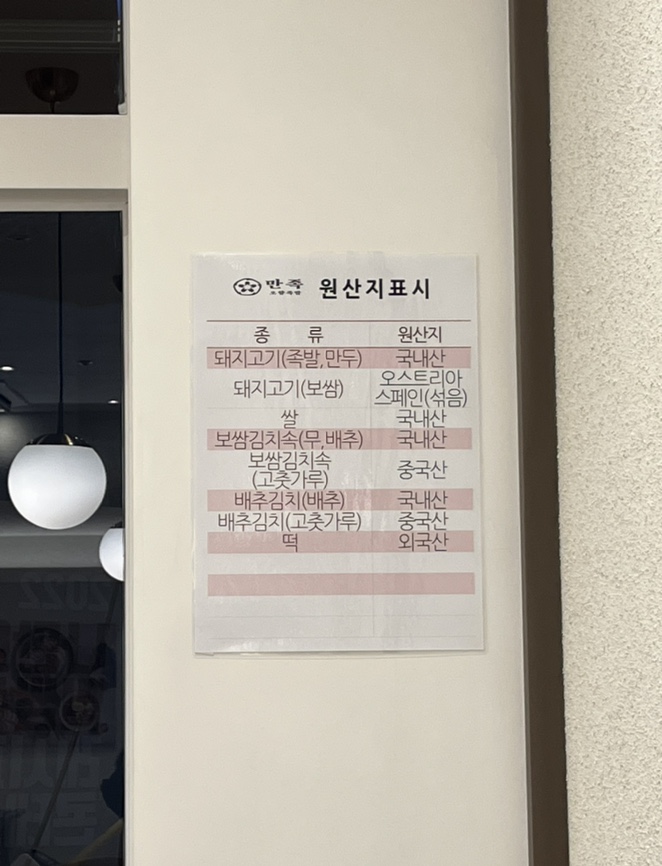 만족 원산지표시
종 류 원산지
돼지고기(족발,만두) 국내산
돼지고기(보쌈) 오스트리아
스페인(섞음)
쌀 국내산
보쌈김치속(무,배추) 국내산
보쌈김치속
(고춧가루) 중국산
배추김치(배추) 국내산
배추김치(고춧가루) 중국산
떡 외국산
2022